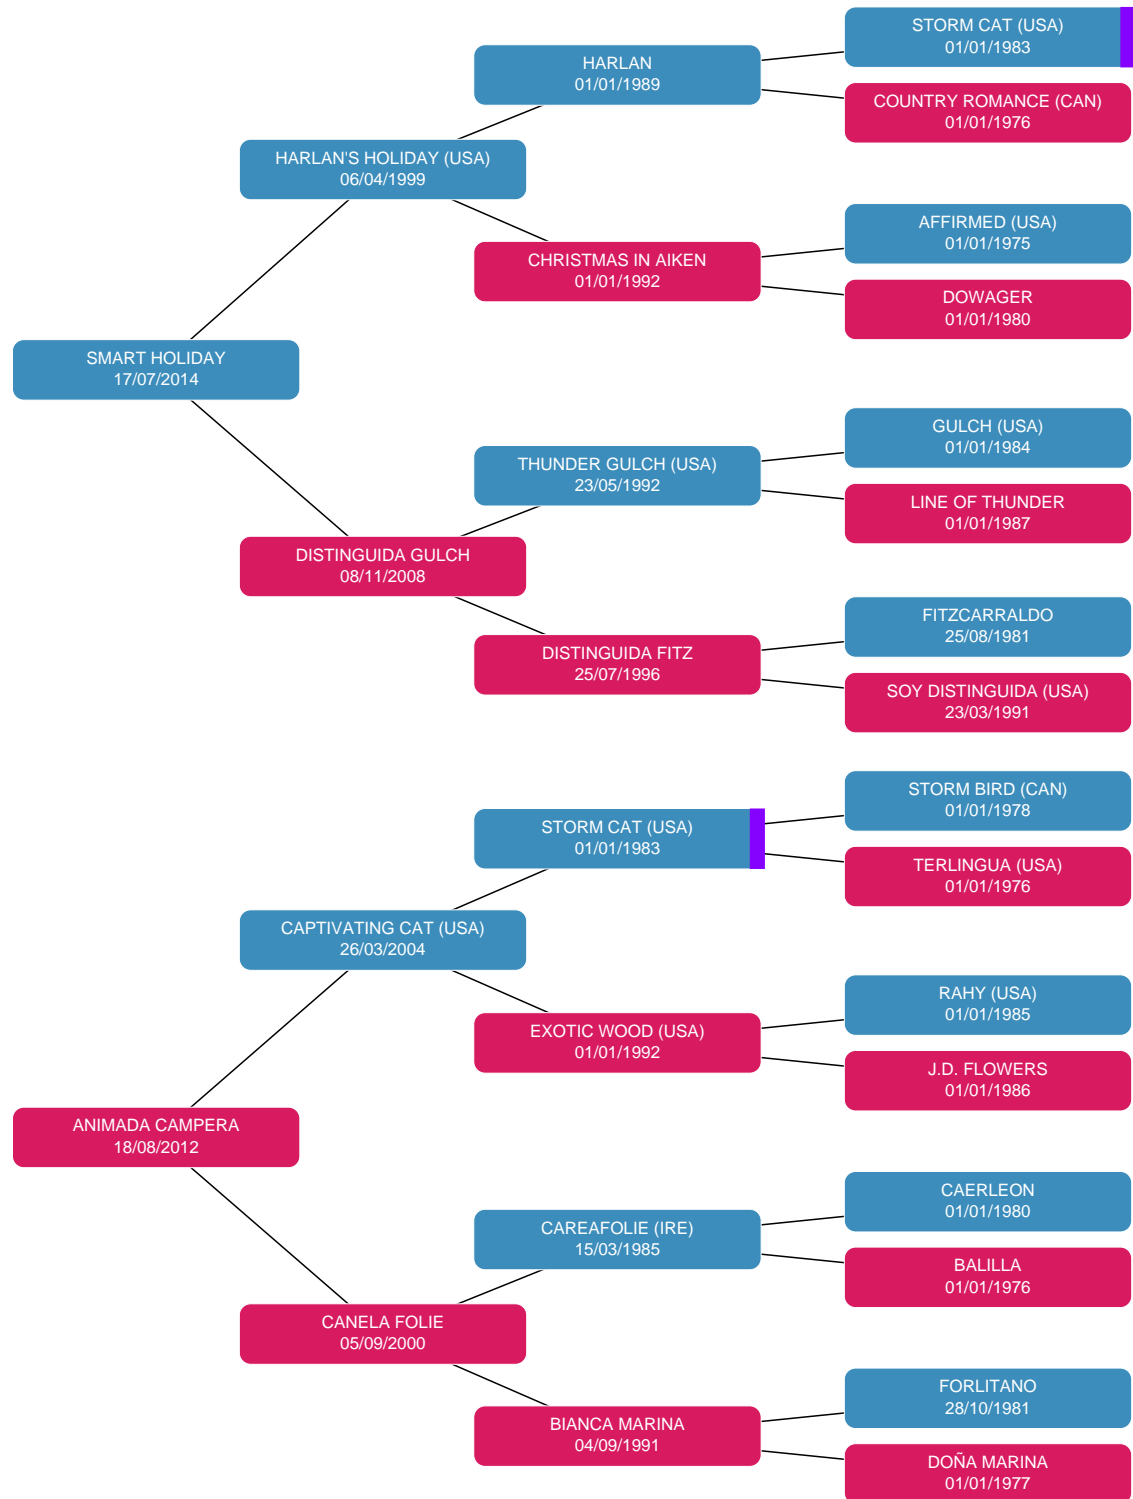 STORM CAT (USA)
01/01/1983
HARLAN
01/01/1989
COUNTRY ROMANCE (CAN)
01/01/1976
HARLAN'S HOLIDAY (USA)
06/04/1999
AFFIRMED (USA)
01/01/1975
CHRISTMAS IN AIKEN
01/01/1992
DOWAGER
01/01/1980
SMART HOLIDAY
17/07/2014
GULCH (USA)
01/01/1984
THUNDER GULCH (USA)
23/05/1992
LINE OF THUNDER
01/01/1987
DISTINGUIDA GULCH
08/11/2008
FITZCARRALDO
25/08/1981
DISTINGUIDA FITZ
25/07/1996
SOY DISTINGUIDA (USA)
23/03/1991
STORM BIRD (CAN)
01/01/1978
STORM CAT (USA)
01/01/1983
TERLINGUA (USA)
01/01/1976
CAPTIVATING CAT (USA)
26/03/2004
RAHY (USA)
01/01/1985
EXOTIC WOOD (USA)
01/01/1992
J.D. FLOWERS
01/01/1986
ANIMADA CAMPERA
18/08/2012
CAERLEON
01/01/1980
CAREAFOLIE (IRE)
15/03/1985
BALILLA
01/01/1976
CANELA FOLIE
05/09/2000
FORLITANO
28/10/1981
BIANCA MARINA
04/09/1991
DOÑA MARINA
01/01/1977